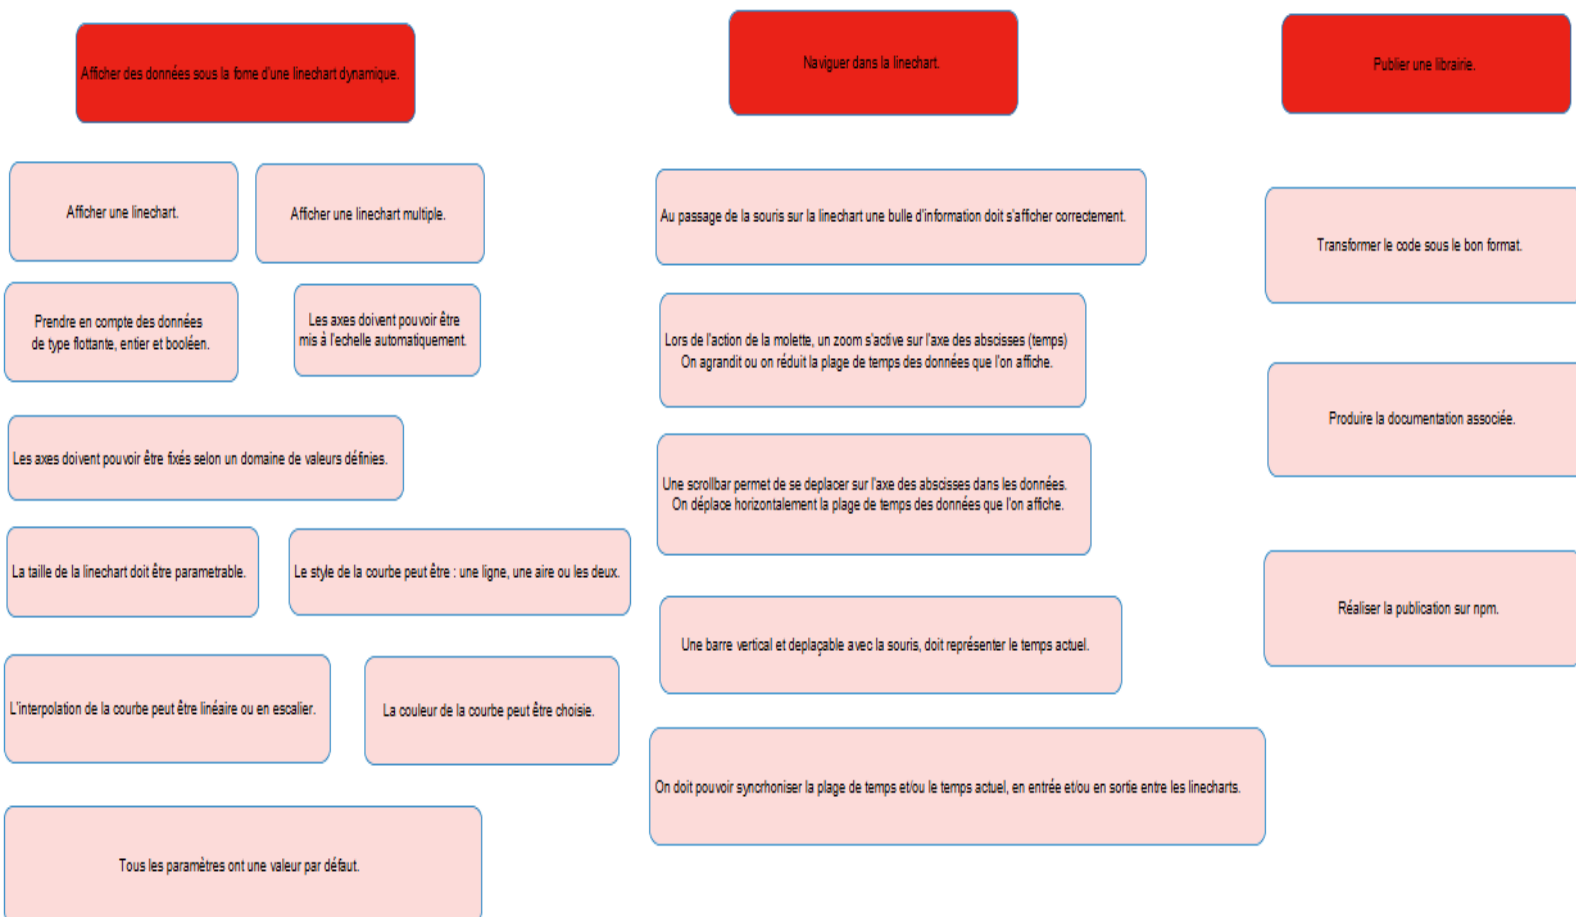 Afficher des données sous la fome d'une linechart dynamique.
Afficher une linechart.
Afficher une linechart multiple.
Prendre en compte des données
de type flottante, entier et booléen.
Les axes doivent pouvoir être
mis à l'echelle automatiquement.
Les axes doivent pouvoir être fixés selon un domaine de valeurs définies.
La taille de la linechart doit être parametrable.
Le style de la courbe peut être : une ligne, une aire ou les deux.
L'interpolation de la courbe peut être linéaire ou en escalier.
La couleur de la courbe peut être choisie.
Tous les paramètres ont une valeur par défaut.
Naviguer dans la linechart.
Au passage de la souris sur la linechart une bulle d'information doit s'afficher correctement.
Lors de l'action de la molette, un zoom s'active sur l'axe des abscisses (temps)
On agrandit ou on réduit la plage de temps des données que l'on affiche.
Une scrollbar permet de se deplacer sur l'axe des abscisses dans les données.
On déplace horizontalement la plage de temps des données que l'on affiche.
Une barre vertical et deplaçable avec la souris, doit représenter le temps actuel.
On doit pouvoir syncrhoniser la plage de temps et/ou le temps actuel, en entrée et/ou en sortie entre les linecharts.
Publier une librairie.
Transformer le code sous le bon format.
Produire la documentation associée.
Réaliser la publication sur npm.